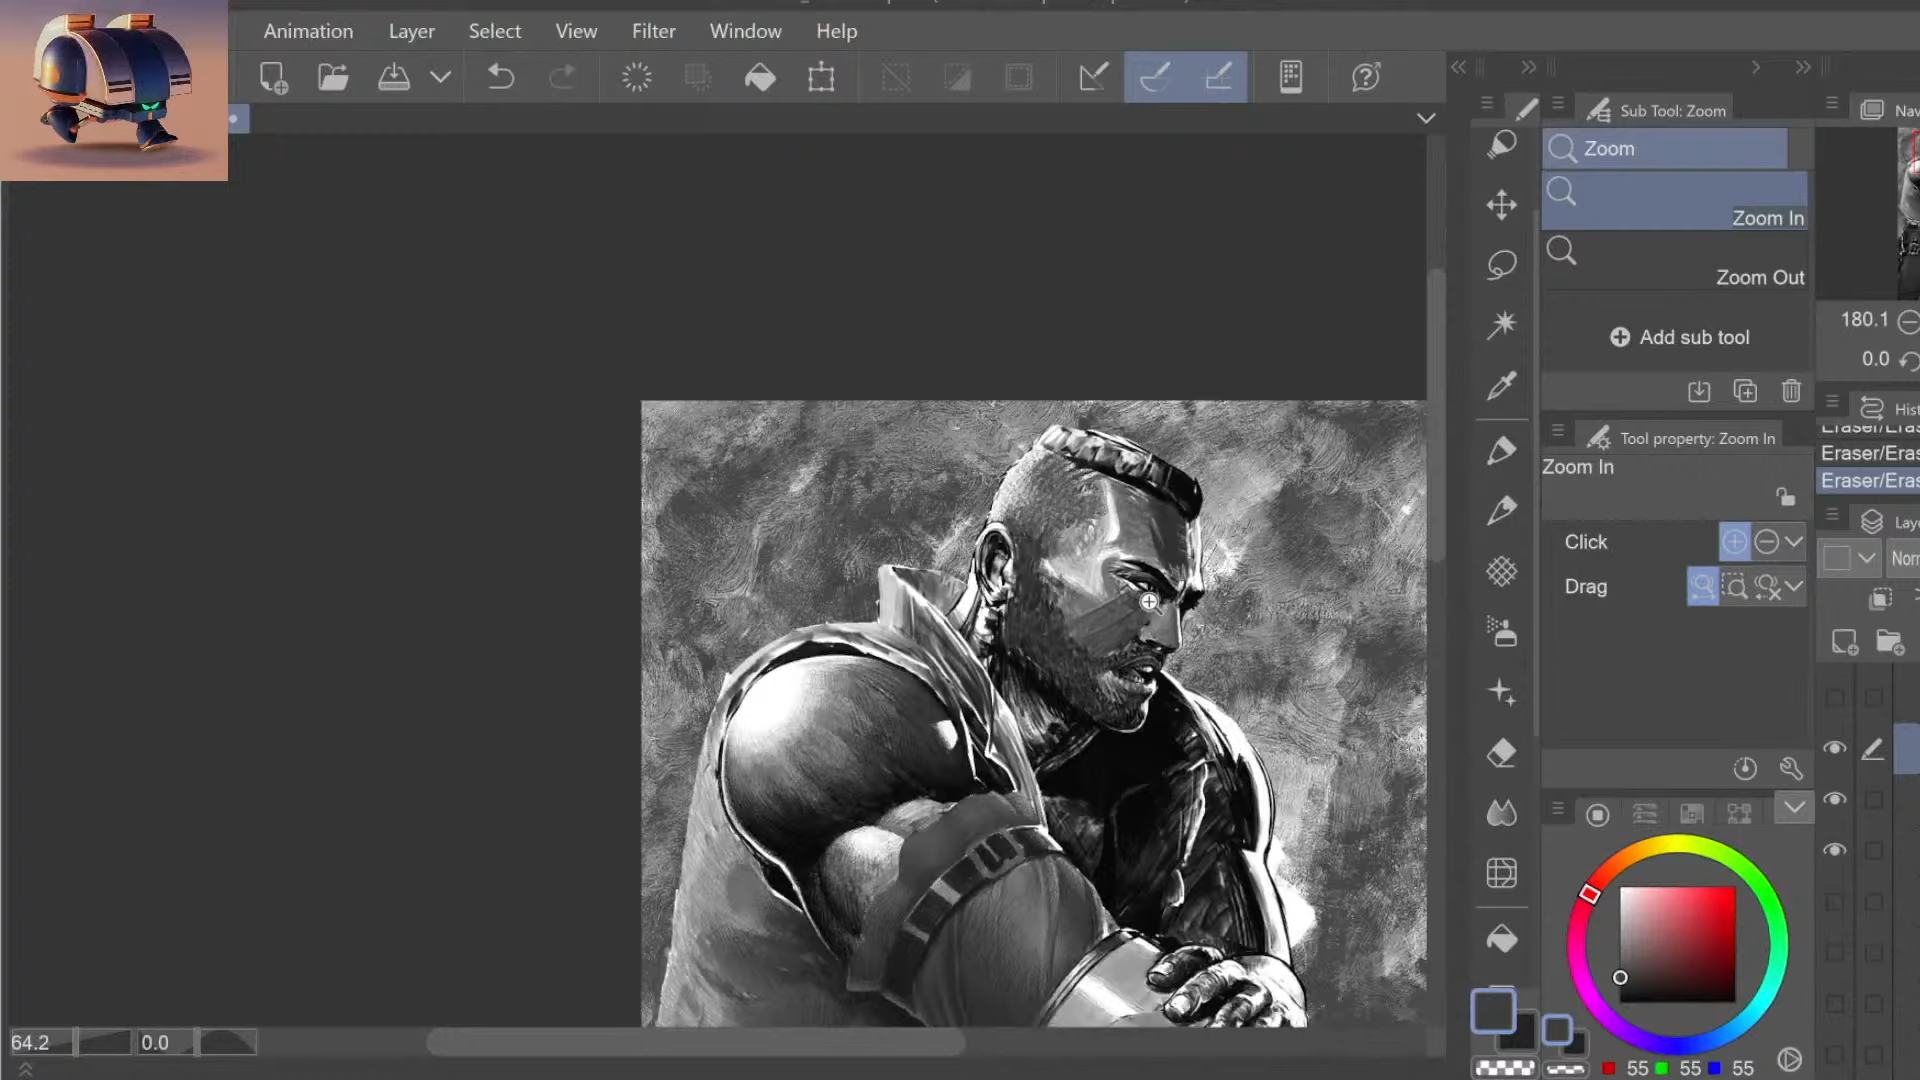 Animation Layer Select View Filter Window Help
Sub Tool: Zoom
Zoom
Zoom In
Zoom Out
Add sub tool
180.1
0.0
Tool property: Zoom In
Zoom In
Click
Drag
Eraser/Eras
Eraser/Eras
64.2 0.0
55 55 55